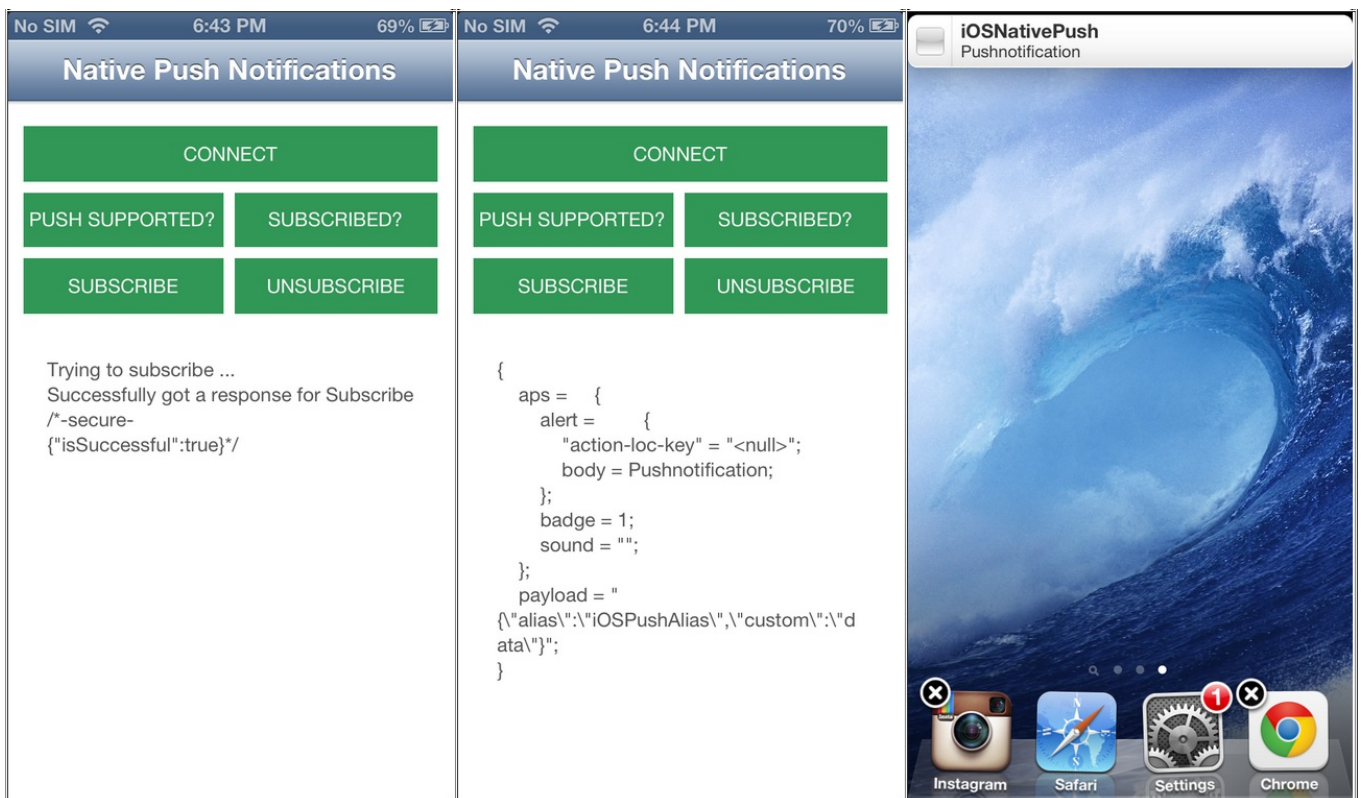 No SIM 6:43 PM 69%
Native Push Notifications
CONNECT
PUSH SUPPORTED? SUBSCRIBED?
SUBSCRIBE UNSUBSCRIBE
Trying to subscribe ...
Successfully got a response for Subscribe
/*-secure-
{"isSuccessful":true}*/
No SIM 6:44 PM 70%
Native Push Notifications
CONNECT
PUSH SUPPORTED? SUBSCRIBED?
SUBSCRIBE UNSUBSCRIBE
{
aps = {
alert = {
"action-loc-key" = "<null>";
body = Pushnotification;
};
badge = 1;
sound = "";
};
payload = "
{\"alias\":\"iOSPushAlias\",\"custom\":\"d
ata\"}";
}
iOSNativePush
Pushnotification
1
Instagram Safari Settings Chrome